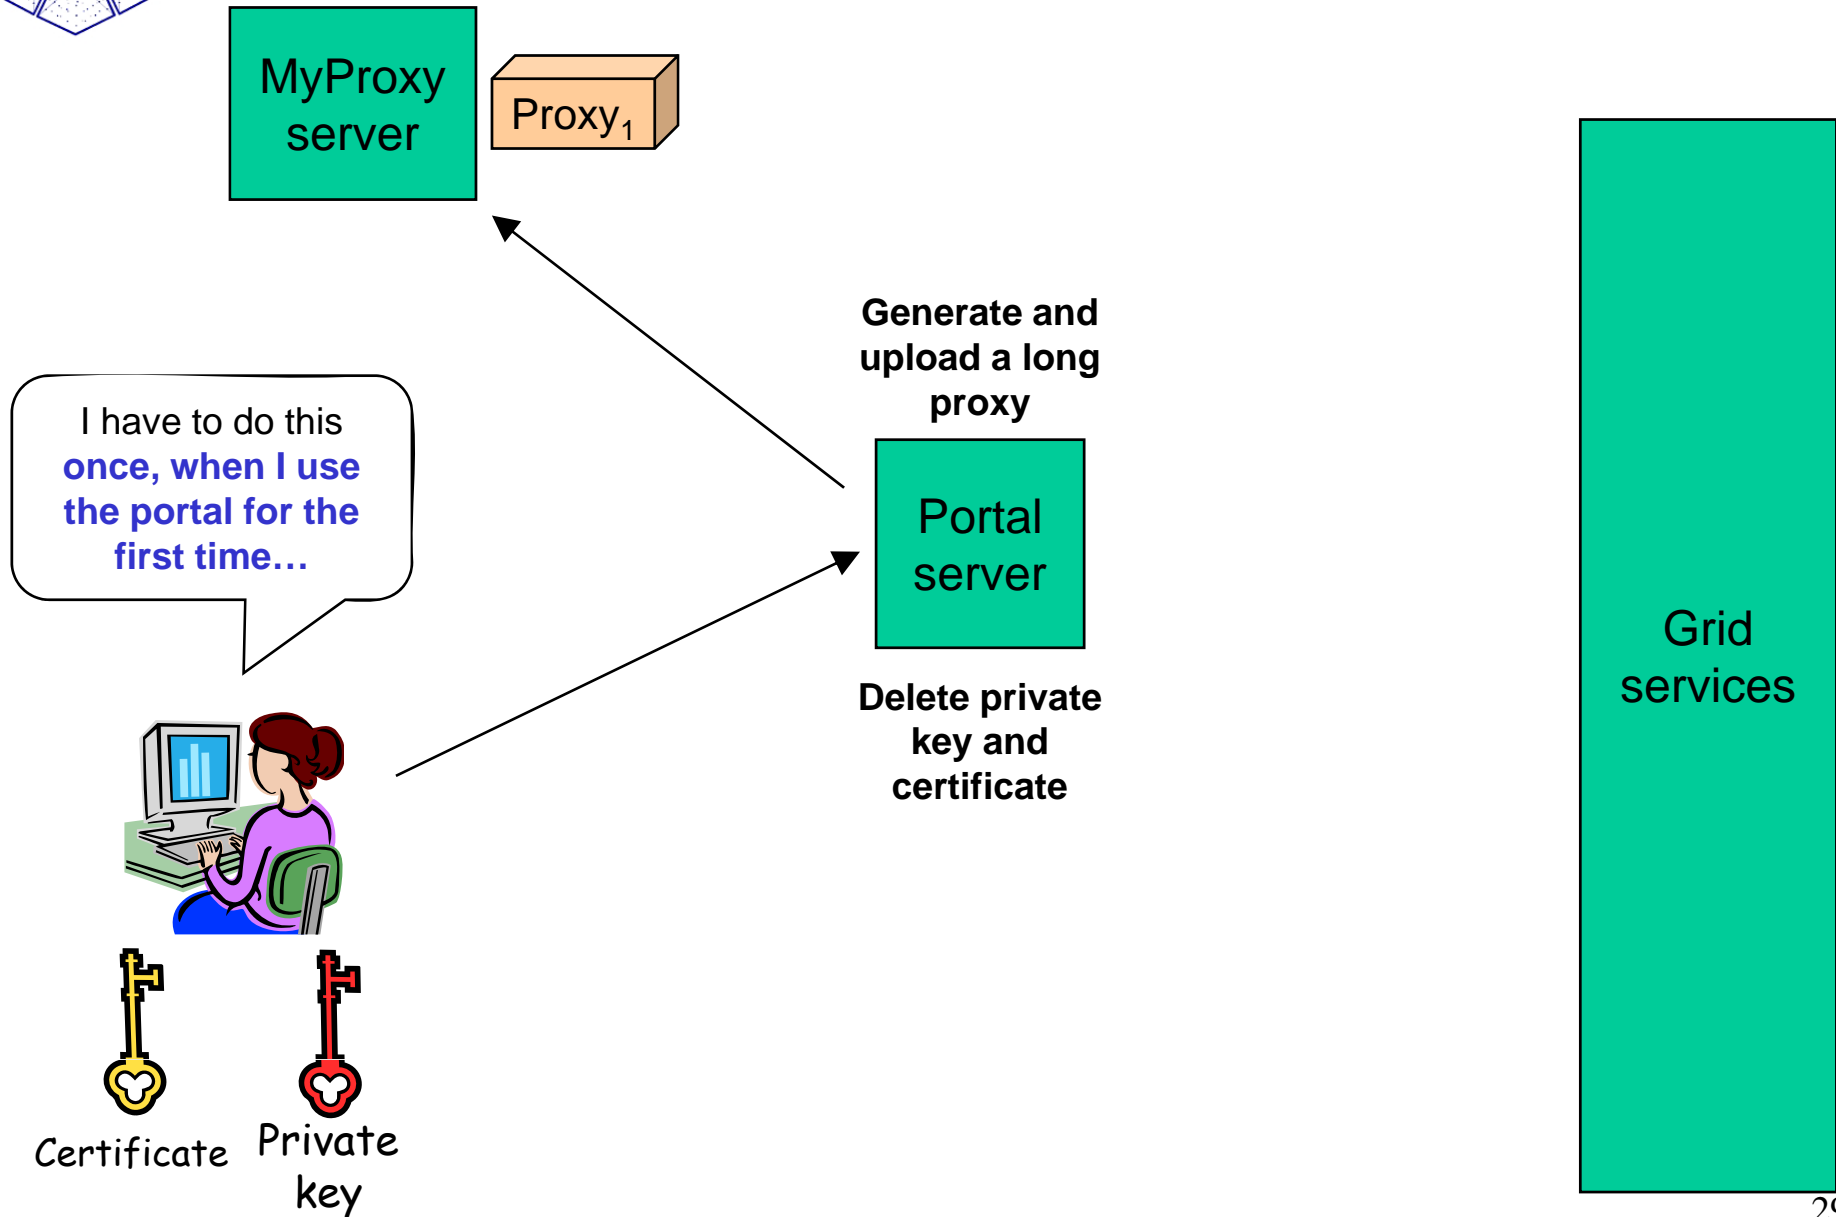 MyProxy
server
Proxy1
Generate and
upload a long
proxy
I have to do this
once, when I use
the portal for the
first time…
Portal
server
Grid
services
Delete private
key and
certificate
Certificate
Private
key